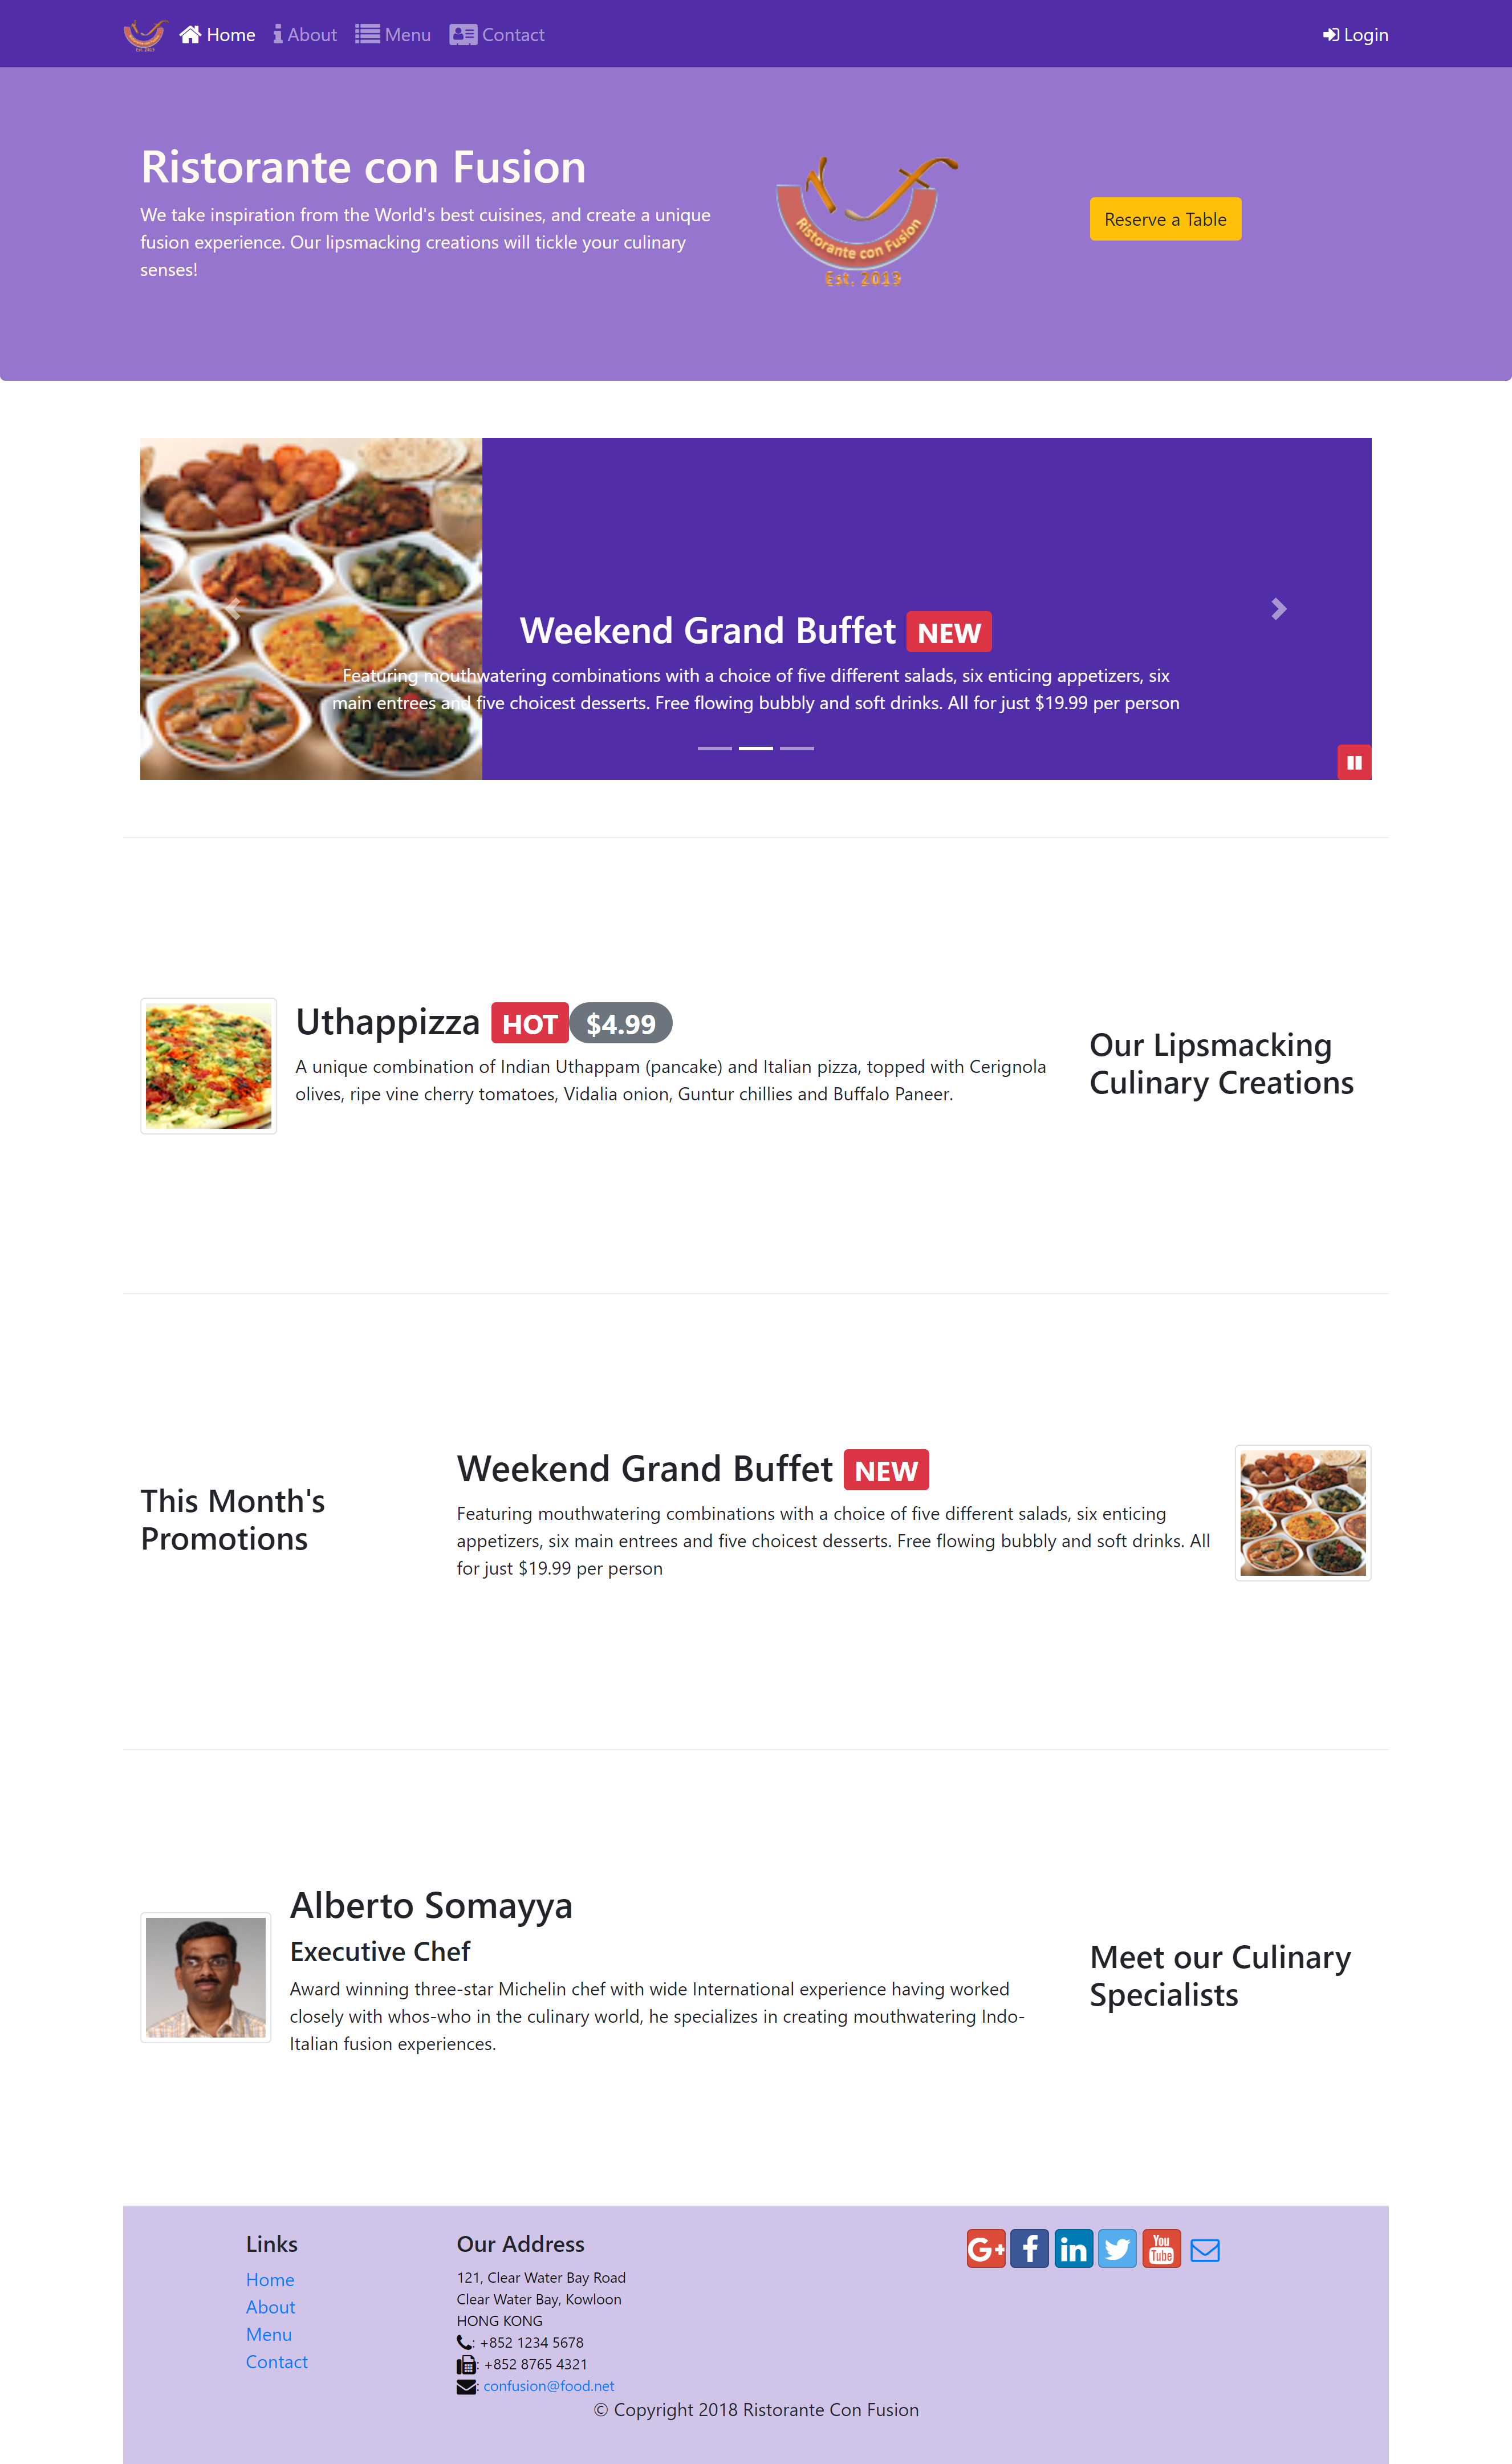 Home About Menu Contact Login
Ristorante con Fusion
We take inspiration from the World's best cuisines, and create a unique
fusion experience. Our lipsmacking creations will tickle your culinary
senses!
Ristorante con Fusion
Est. 2013
Reserve a Table
Weekend Grand Buffet NEW
Featuring mouthwatering combinations with a choice of five different salads, six enticing appetizers, six
main entrees and five choicest desserts. Free flowing bubbly and soft drinks. All for just $19.99 per person
Uthappizza HOT $4.99
A unique combination of Indian Uthappam (pancake) and Italian pizza, topped with Cerignola
olives, ripe vine cherry tomatoes, Vidalia onion, Guntur chillies and Buffalo Paneer.
Our Lipsmacking
Culinary Creations
This Month's
Promotions
Weekend Grand Buffet NEW
Featuring mouthwatering combinations with a choice of five different salads, six enticing
appetizers, six main entrees and five choicest desserts. Free flowing bubbly and soft drinks. All
for just $19.99 per person
Alberto Somayya
Executive Chef
Award winning three-star Michelin chef with wide International experience having worked
closely with whos-who in the culinary world, he specializes in creating mouthwatering Indo-
Italian fusion experiences.
Meet our Culinary
Specialists
Links
Home
About
Menu
Contact
Our Address
121, Clear Water Bay Road
Clear Water Bay, Kowloon
HONG KONG
: +852 1234 5678
: +852 8765 4321
: confusion@food.net
G+ f in You Tube
© Copyright 2018 Ristorante Con Fusion